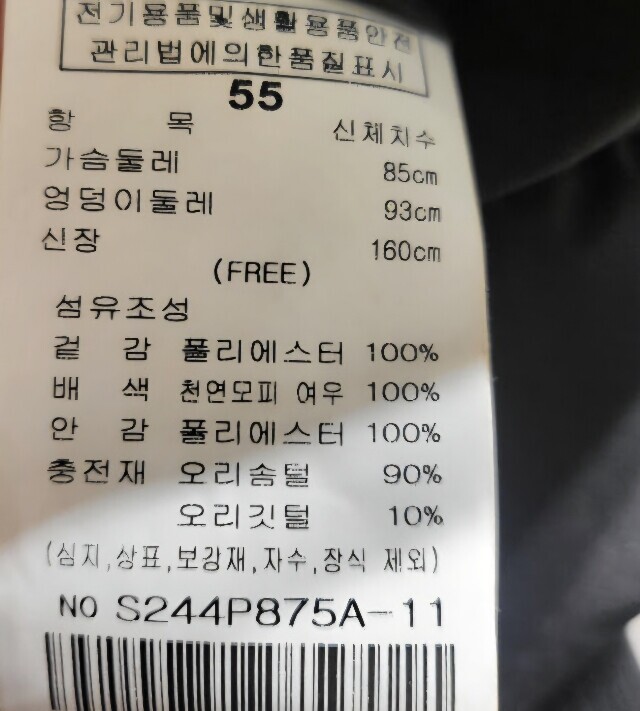 전기용품및생활용품안전
관리법에의한품질표시
55
항 목 신체치수
가슴둘레 85cm
엉덩이둘레 93cm
신장 160cm
(FREE)
섬유조성
겉 감 폴리에스터 100%
배 색 천연모피 여우 100%
안 감 폴리에스터 100%
충전재 오리솜털 90%
오리깃털 10%
(심지,상표,보강재,자수,장식 제외)
NO S244P875A-11